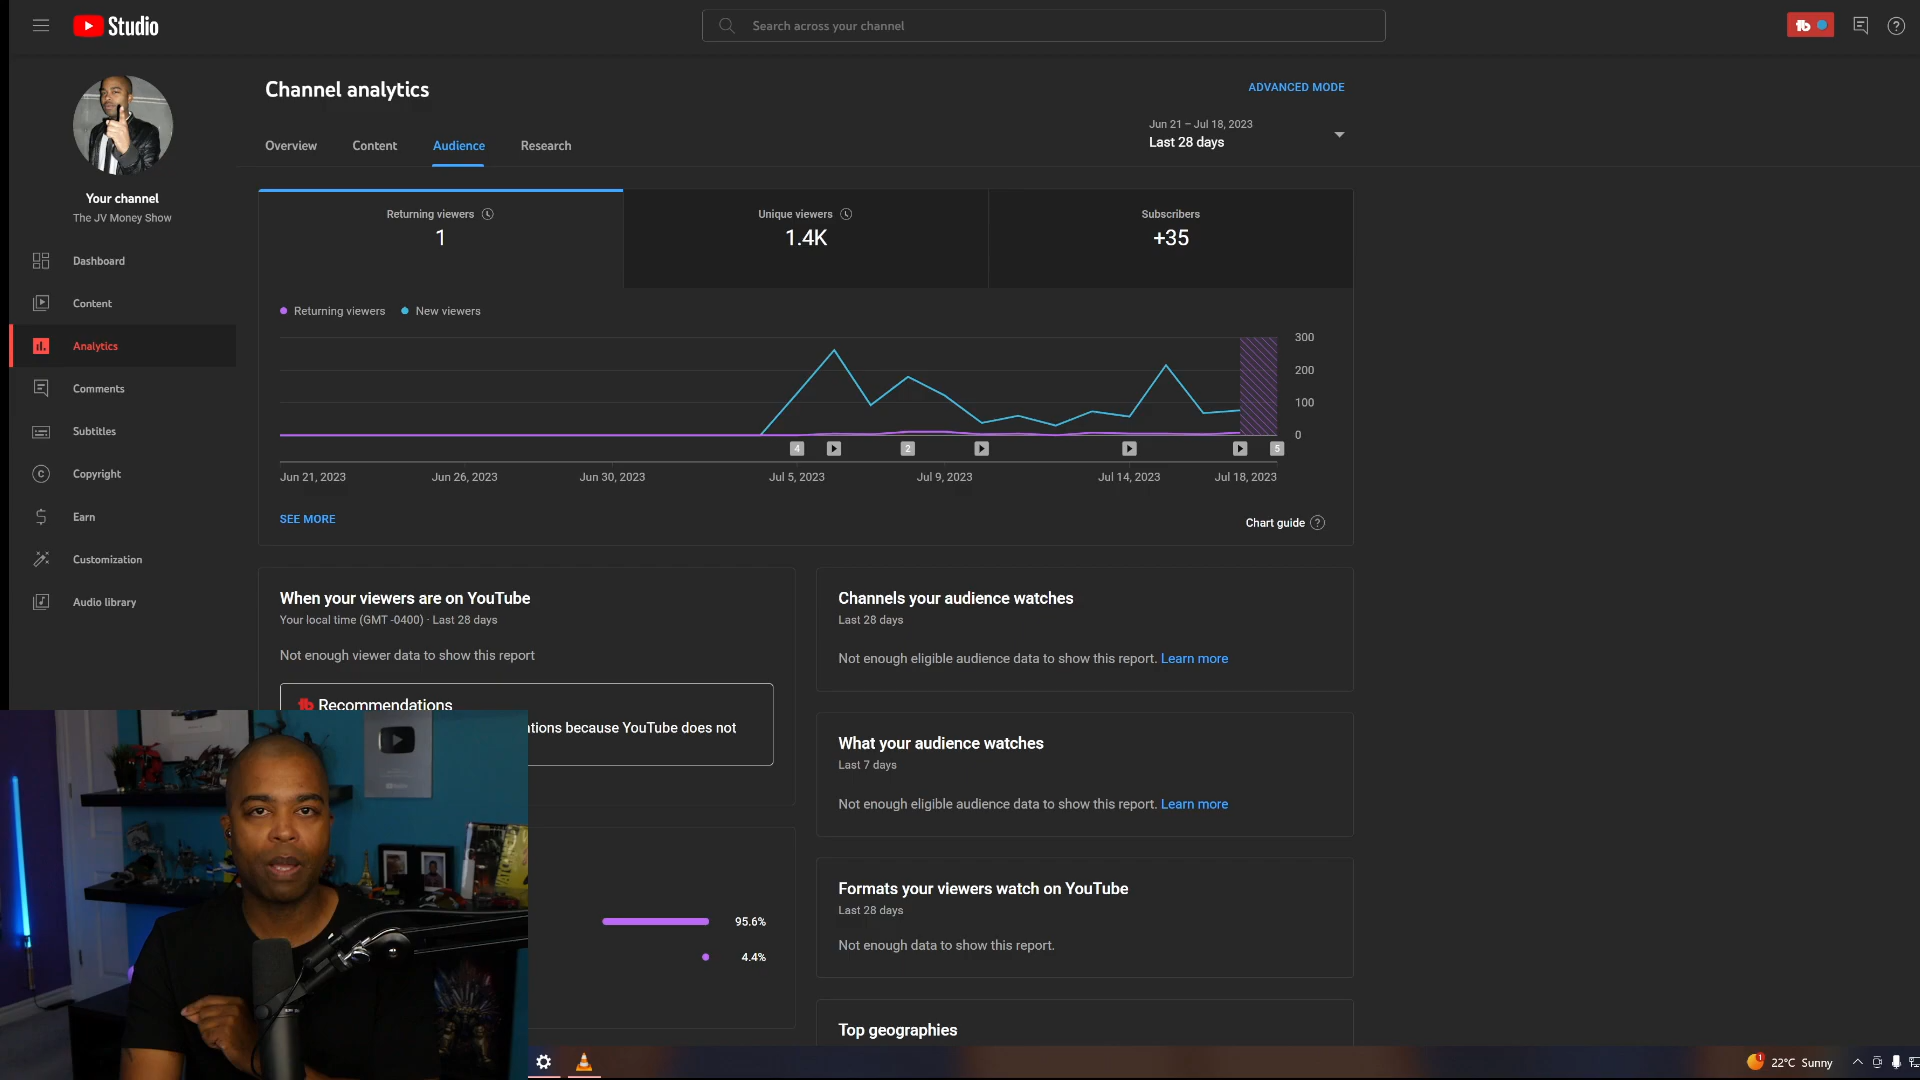 Studio
Search across your channel
Channel analytics
ADVANCED MODE
Jun 21 – Jul 18, 2023
Last 28 days
Overview
Content
Audience
Research
Your channel
The JV Money Show
Dashboard
Content
Analytics
Comments
Subtitles
Copyright
Earn
Customization
Audio library
Returning viewers
1
Unique viewers
1.4K
Subscribers
+35
Returning viewers
New viewers
300
200
100
0
4
2
5
Jun 21, 2023
Jun 26, 2023
Jun 30, 2023
Jul 5, 2023
Jul 9, 2023
Jul 14, 2023
Jul 18, 2023
SEE MORE
Chart guide
When your viewers are on YouTube
Your local time (GMT -0400) · Last 28 days
Not enough viewer data to show this report
Recommendations
because YouTube does not
95.6%
4.4%
Channels your audience watches
Last 28 days
Not enough eligible audience data to show this report. Learn more
What your audience watches
Last 7 days
Not enough eligible audience data to show this report. Learn more
Formats your viewers watch on YouTube
Last 28 days
Not enough data to show this report.
Top geographies
1
22°C Sunny